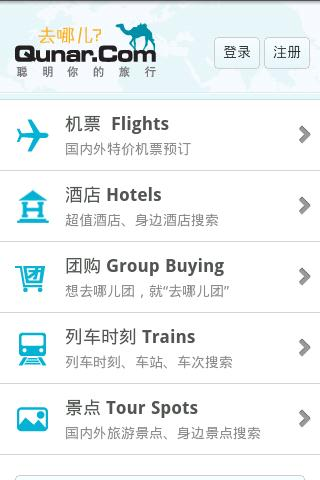 去哪儿?
Qunar.Com
聪明你的旅行
登录
注册
机票 Flights
国内外特价机票预订
酒店 Hotels
超值酒店、身边酒店搜索
团购 Group Buying
想去哪儿团，就“去哪儿团”
列车时刻 Trains
列车时刻、车站、车次搜索
景点 Tour Spots
国内外旅游景点、身边景点搜索